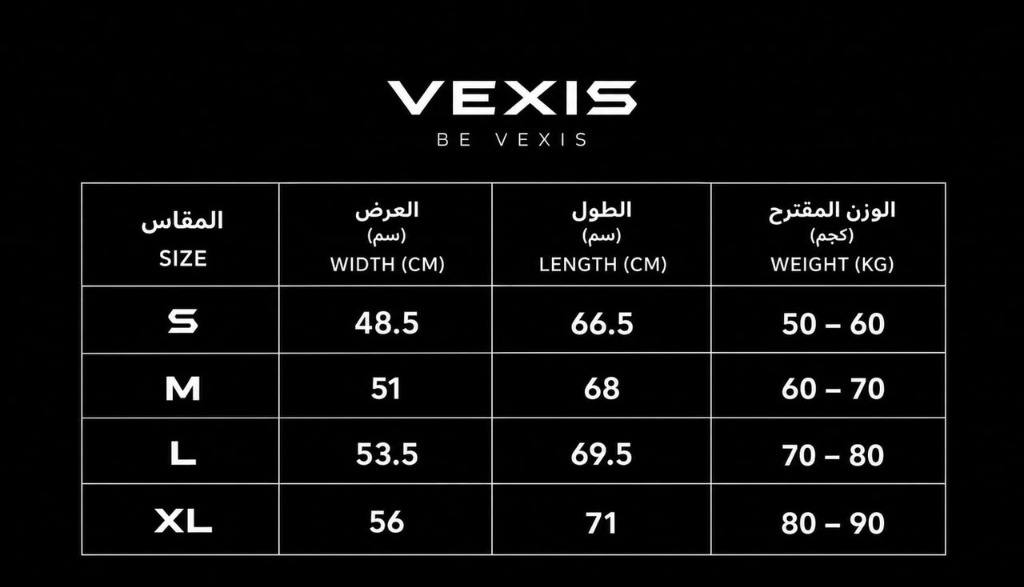 VEXIS
BE VEXIS
المقاس
SIZE
العرض
(سم)
WIDTH (CM)
الطول
(سم)
LENGTH (CM)
الوزن المقترح
(كجم)
WEIGHT (KG)
S 48.5 66.5 50 – 60
M 51 68 60 – 70
L 53.5 69.5 70 – 80
XL 56 71 80 – 90